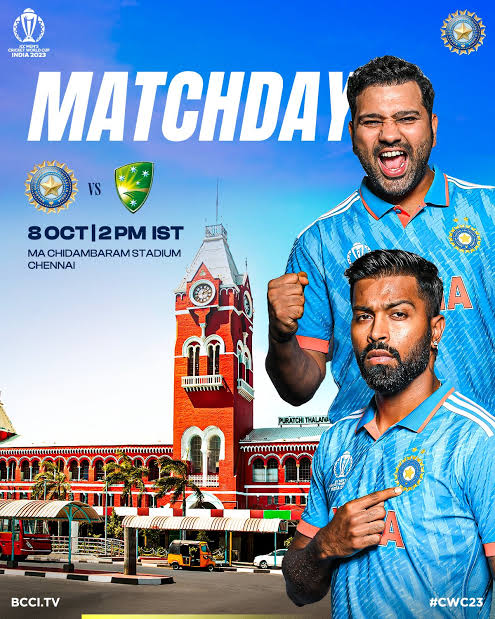 ICC MEN'S
CRICKET WORLD CUP
INDIA 2023
MATCHDAY
VS
8 OCT | 2 PM IST
MA CHIDAMBARAM STADIUM
CHENNAI
PURATCHI THALAIVA
BCCI.TV
#CWC23